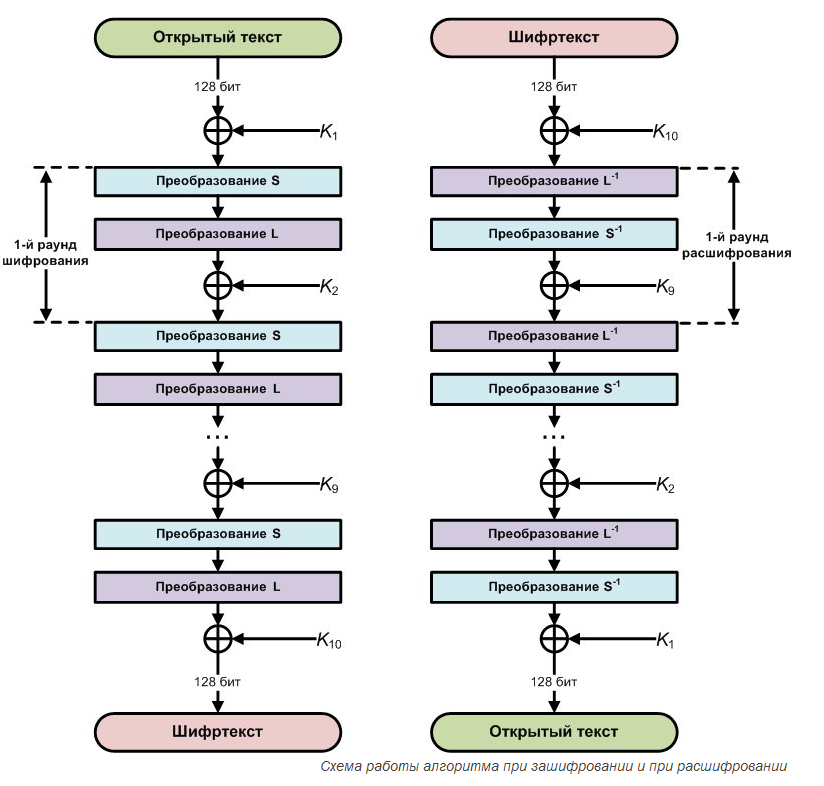 Открытый текст
128 бит
K1
Преобразование S
Преобразование L
1-й раунд
шифрования
K2
Преобразование S
Преобразование L
...
K9
Преобразование S
Преобразование L
K10
128 бит
Шифртекст
Шифртекст
128 бит
K10
Преобразование L-1
Преобразование S-1
1-й раунд
расшифрования
K9
Преобразование L-1
Преобразование S-1
...
K2
Преобразование L-1
Преобразование S-1
K1
128 бит
Открытый текст
Схема работы алгоритма при зашифровании и при расшифровании